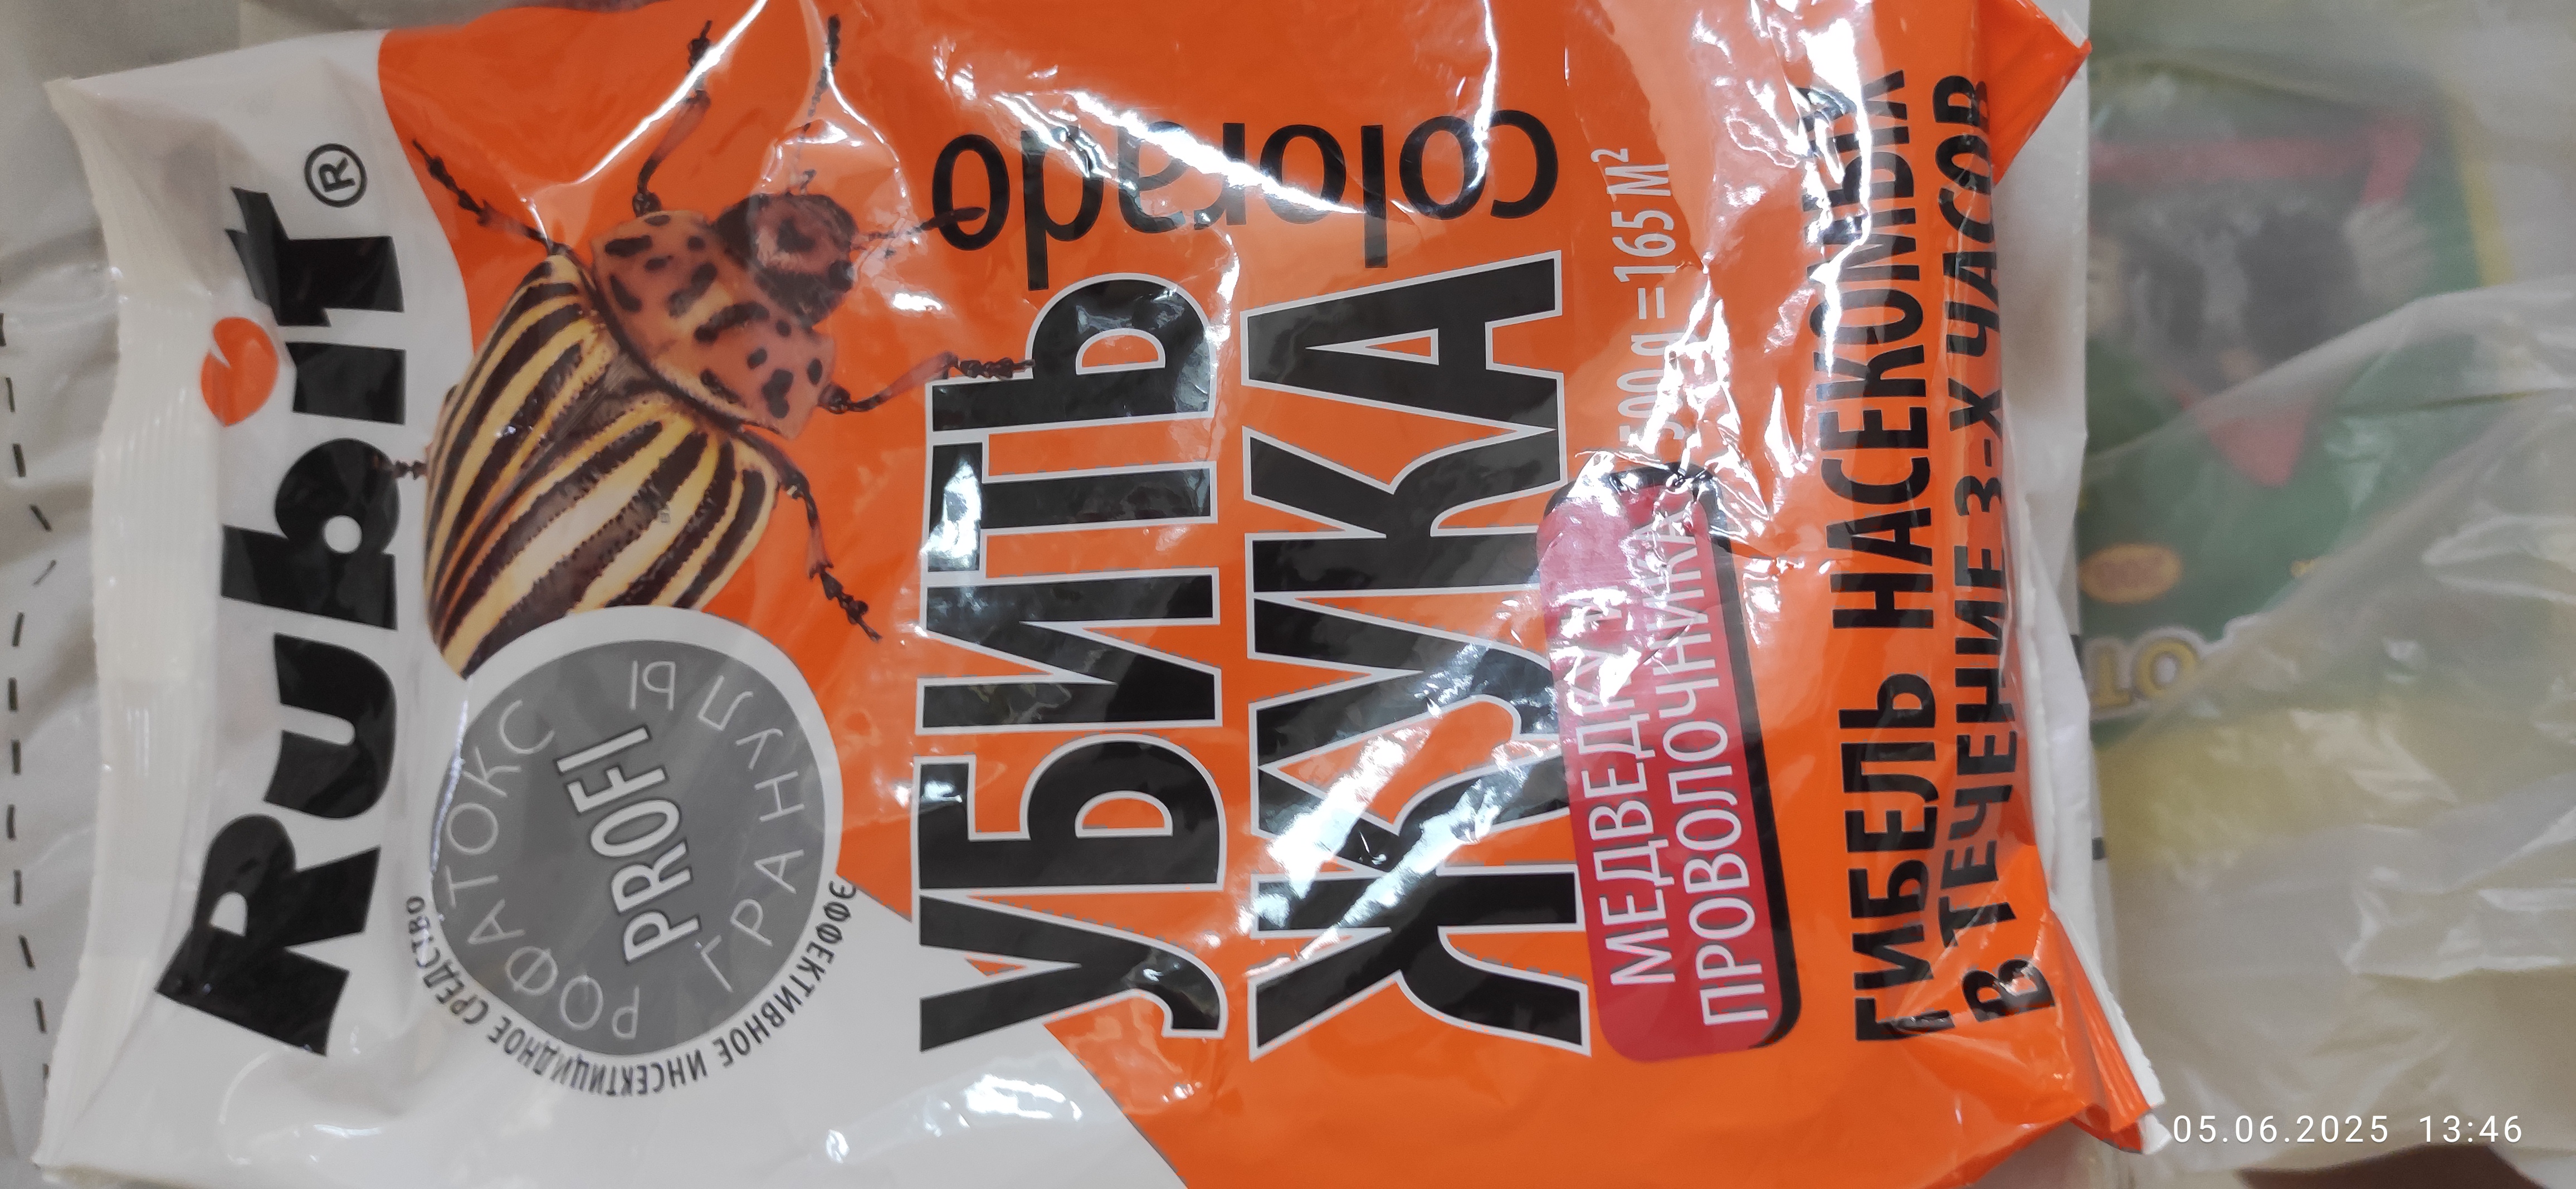 Rubit®
РОФАТОКС
PROFI
ГРАНУЛЫ
ЭФФЕКТИВНОЕ ИНСЕКТИЦИДНОЕ СРЕДСТВО
УБИТЬ
ЖУКА
colorado
МЕДВЕДКУ И
ПРОВОЛОЧНИКА
500 g =165 м²
ГИБЕЛЬ НАСЕКОМЫХ
В ТЕЧЕНИЕ 3-Х ЧАСОВ
05.06.2025 13:46